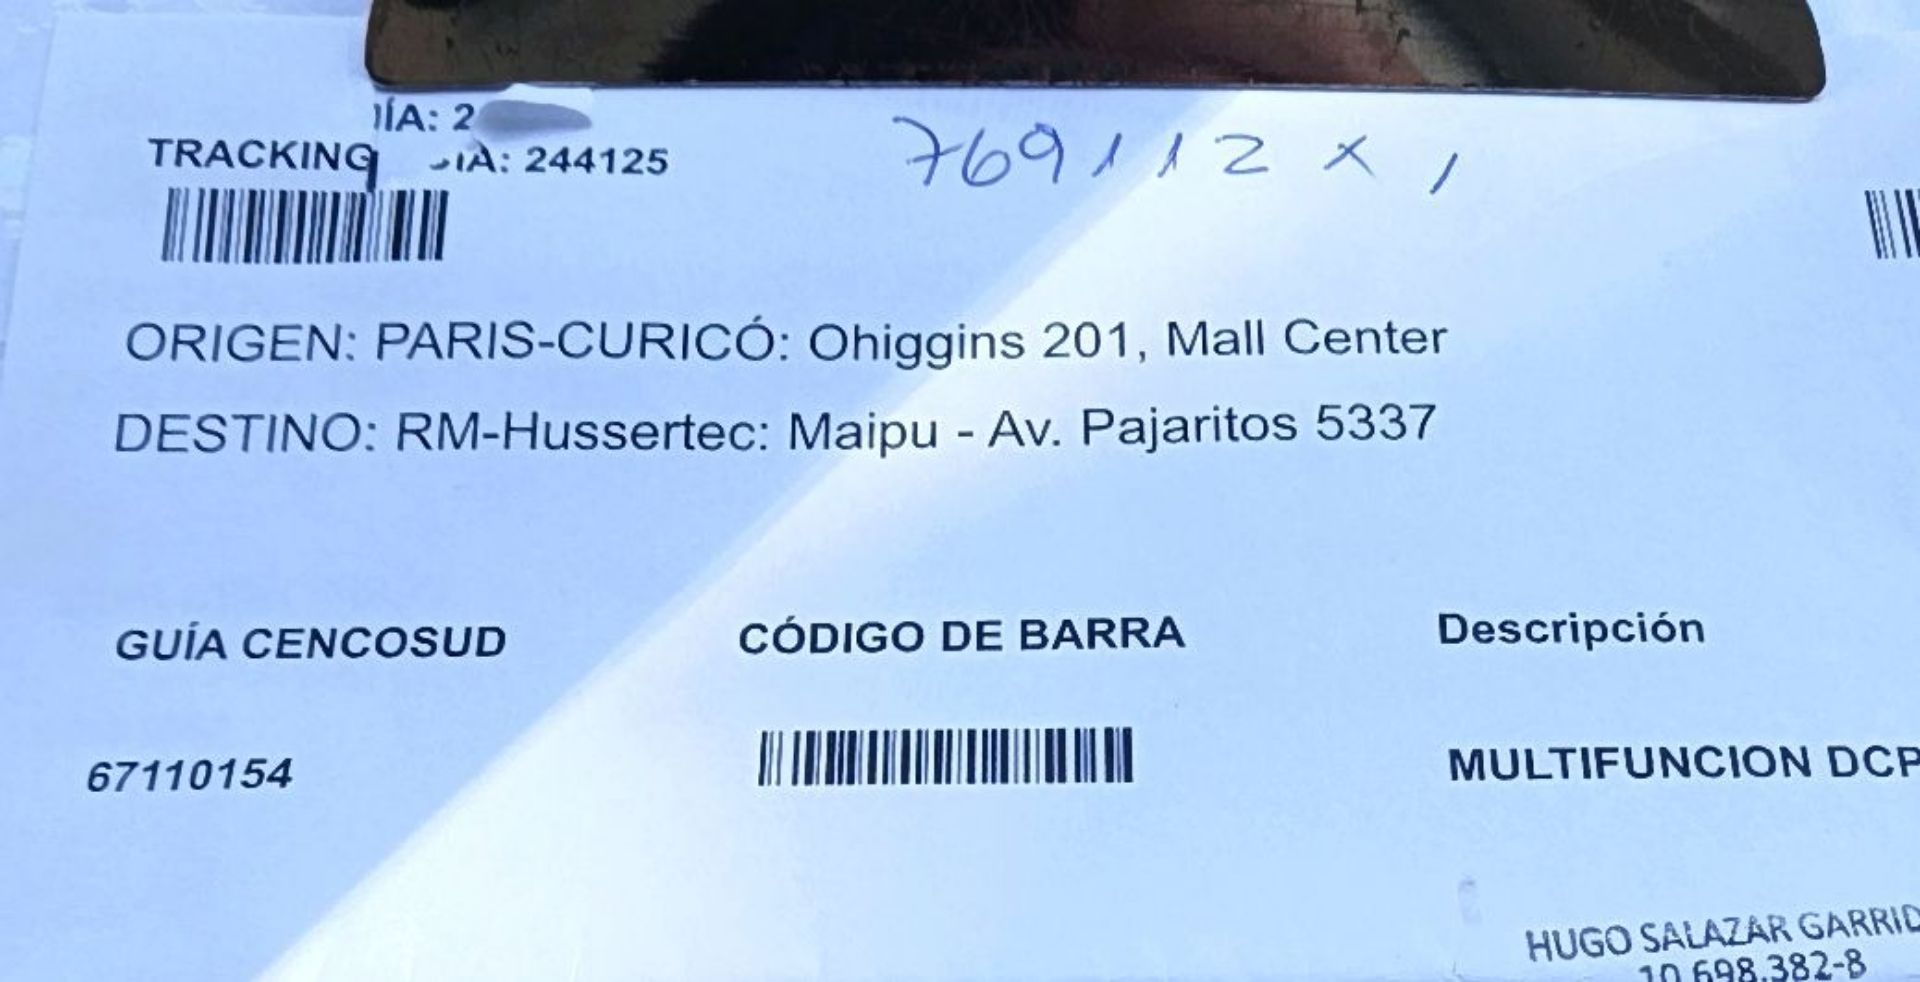 ÍA: 2
TRACKING ÍA: 244125
769112 x 1
ORIGEN: PARIS-CURICÓ: Ohiggins 201, Mall Center
DESTINO: RM-Hussertec: Maipu - Av. Pajaritos 5337
GUÍA CENCOSUD CÓDIGO DE BARRA Descripción
67110154 MULTIFUNCION DCP
HUGO SALAZAR GARRID
10.698.382-8